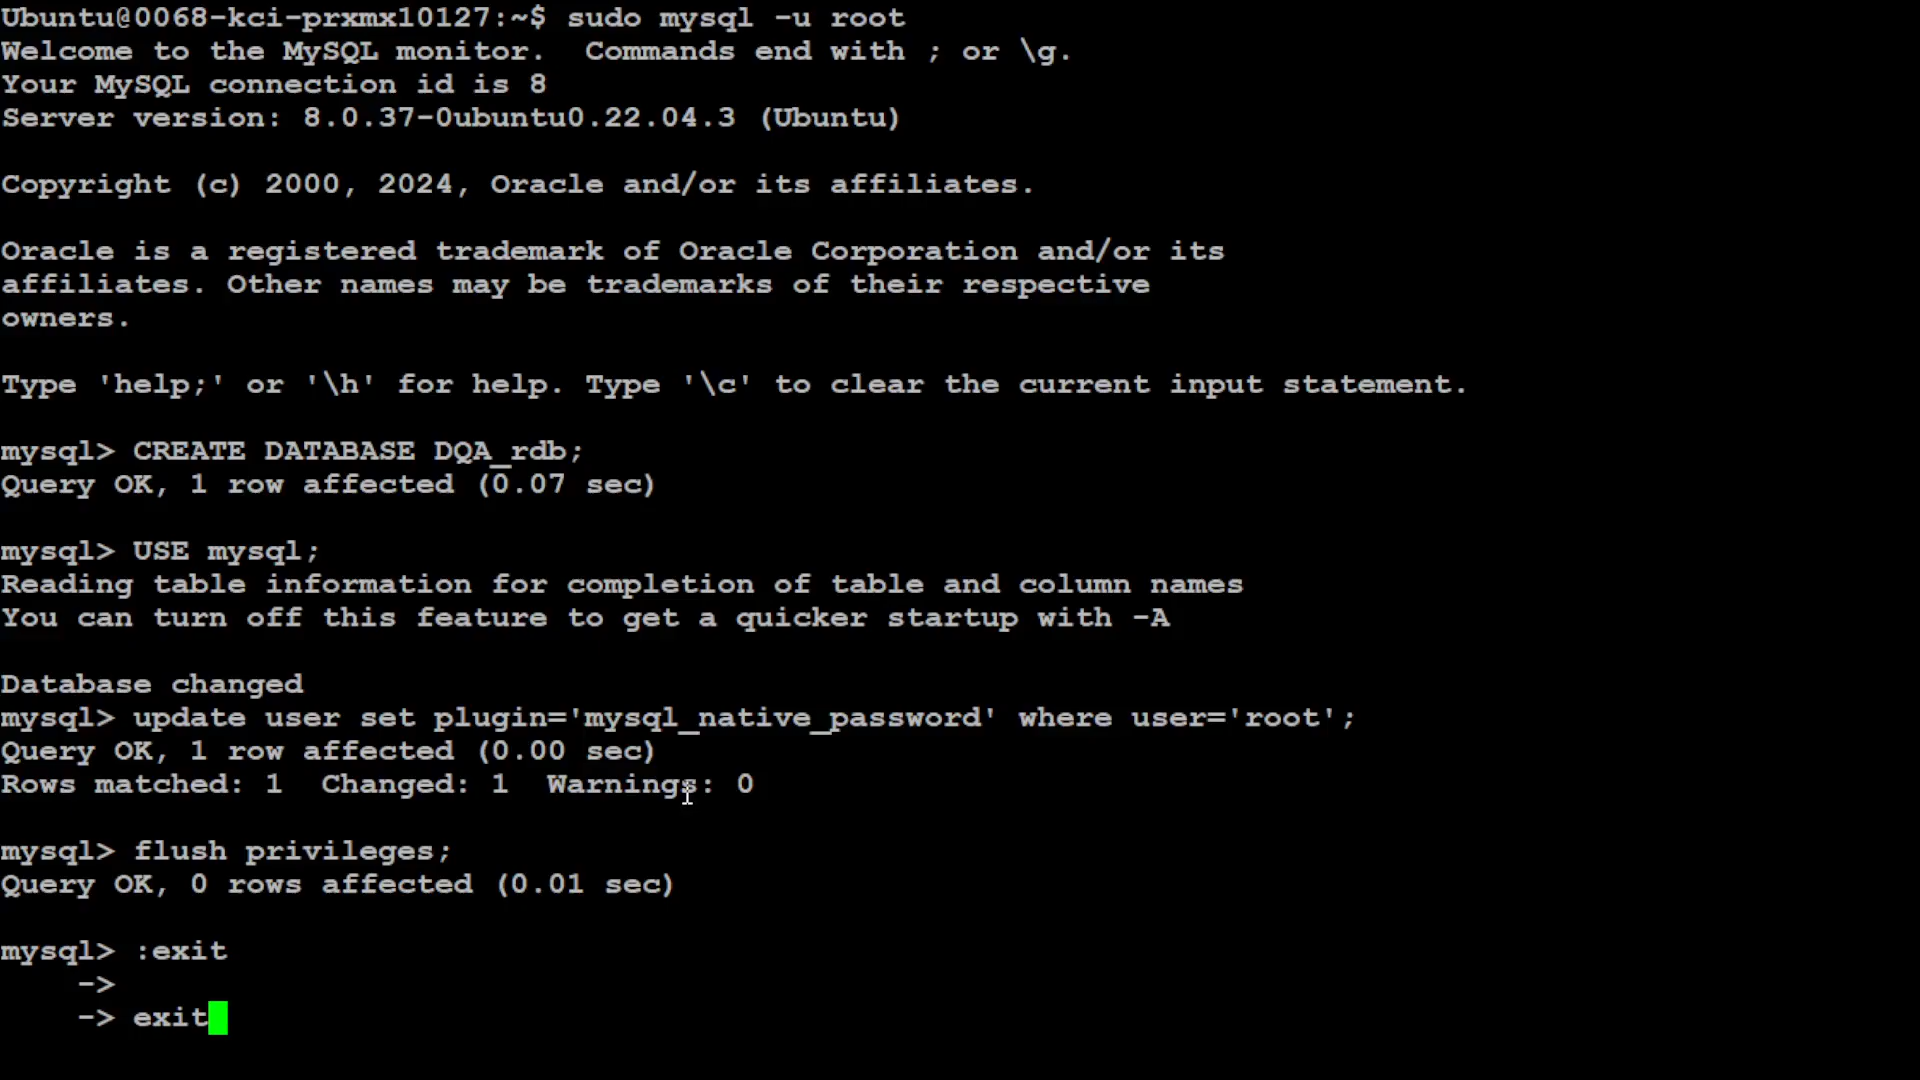 Ubuntu@0068-kci-prxmx10127:~$ sudo mysql -u root
Welcome to the MySQL monitor.  Commands end with ; or \g.
Your MySQL connection id is 8
Server version: 8.0.37-0ubuntu0.22.04.3 (Ubuntu)
Copyright (c) 2000, 2024, Oracle and/or its affiliates.
Oracle is a registered trademark of Oracle Corporation and/or its
affiliates. Other names may be trademarks of their respective
owners.
Type 'help;' or '\h' for help. Type '\c' to clear the current input statement.
mysql> CREATE DATABASE DQA_rdb;
Query OK, 1 row affected (0.07 sec)
mysql> USE mysql;
Reading table information for completion of table and column names
You can turn off this feature to get a quicker startup with -A
Database changed
mysql> update user set plugin='mysql_native_password' where user='root';
Query OK, 1 row affected (0.00 sec)
Rows matched: 1  Changed: 1  Warnings: 0
mysql> flush privileges;
Query OK, 0 rows affected (0.01 sec)
mysql> :exit
    ->
    -> exit